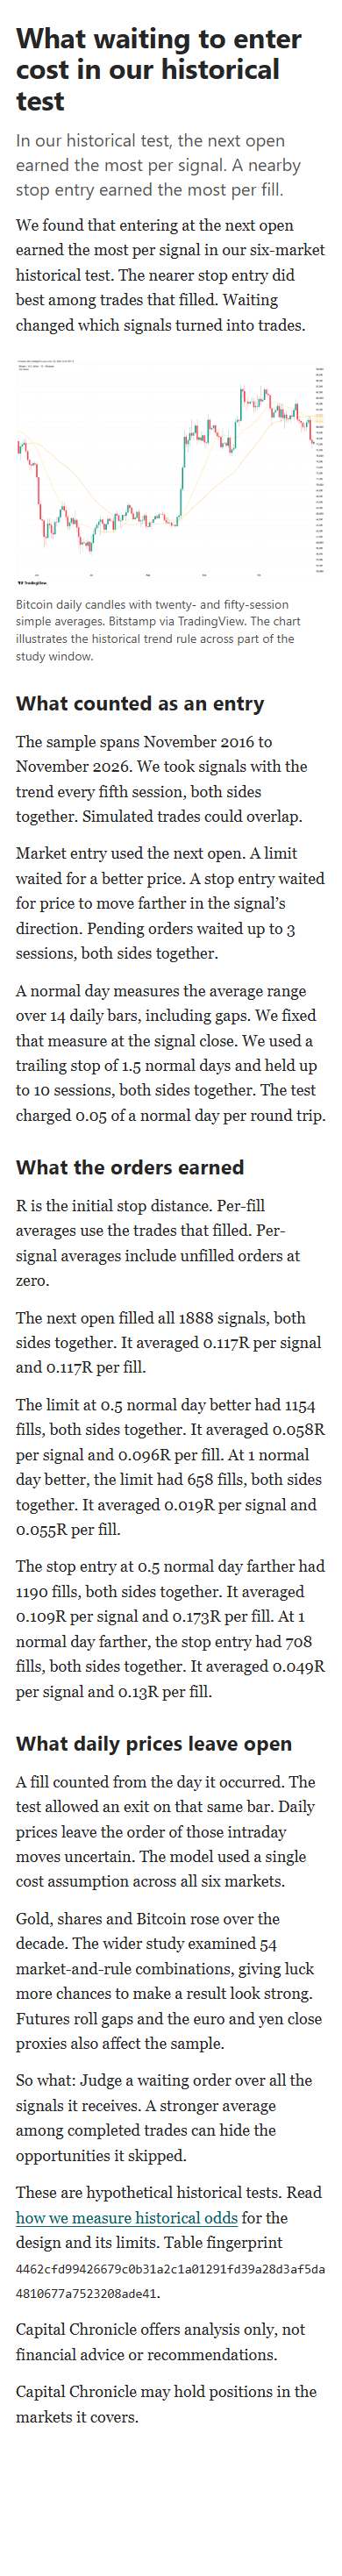 What waiting to enter
cost in our historical
test
In our historical test, the next open
earned the most per signal. A nearby
stop entry earned the most per fill.
We found that entering at the next open
earned the most per signal in our six-market
historical test. The nearer stop entry did
best among trades that filled. Waiting
changed which signals turned into trades.
TradingView
Bitcoin daily candles with twenty- and fifty-session
simple averages. Bitstamp via TradingView. The chart
illustrates the historical trend rule across part of the
study window.
What counted as an entry
The sample spans November 2016 to
November 2026. We took signals with the
trend every fifth session, both sides
together. Simulated trades could overlap.
Market entry used the next open. A limit
waited for a better price. A stop entry waited
for price to move farther in the signal's
direction. Pending orders waited up to 3
sessions, both sides together.
A normal day measures the average range
over 14 daily bars, including gaps. We fixed
that measure at the signal close. We used a
trailing stop of 1.5 normal days and held up
to 10 sessions, both sides together. The test
charged 0.05 of a normal day per round trip.
What the orders earned
R is the initial stop distance. Per-fill
averages use the trades that filled. Per-
signal averages include unfilled orders at
zero.
The next open filled all 1888 signals, both
sides together. It averaged 0.117R per signal
and 0.117R per fill.
The limit at 0.5 normal day better had 1154
fills, both sides together. It averaged 0.058R
per signal and 0.096R per fill. At 1 normal
day better, the limit had 658 fills, both sides
together. It averaged 0.019R per signal and
0.055R per fill.
The stop entry at 0.5 normal day farther had
1190 fills, both sides together. It averaged
0.109R per signal and 0.173R per fill. At 1
normal day farther, the stop entry had 708
fills, both sides together. It averaged 0.049R
per signal and 0.13R per fill.
What daily prices leave open
A fill counted from the day it occurred. The
test allowed an exit on that same bar. Daily
prices leave the order of those intraday
moves uncertain. The model used a single
cost assumption across all six markets.
Gold, shares and Bitcoin rose over the
decade. The wider study examined 54
market-and-rule combinations, giving luck
more chances to make a result look strong.
Futures roll gaps and the euro and yen close
proxies also affect the sample.
So what: Judge a waiting order over all the
signals it receives. A stronger average
among completed trades can hide the
opportunities it skipped.
These are hypothetical historical tests. Read
how we measure historical odds for the
design and its limits. Table fingerprint
4462cfd99426679c0b31a2c1a01291fd39a28d3af5da
4810677a7523208ade41.
Capital Chronicle offers analysis only, not
financial advice or recommendations.
Capital Chronicle may hold positions in the
markets it covers.